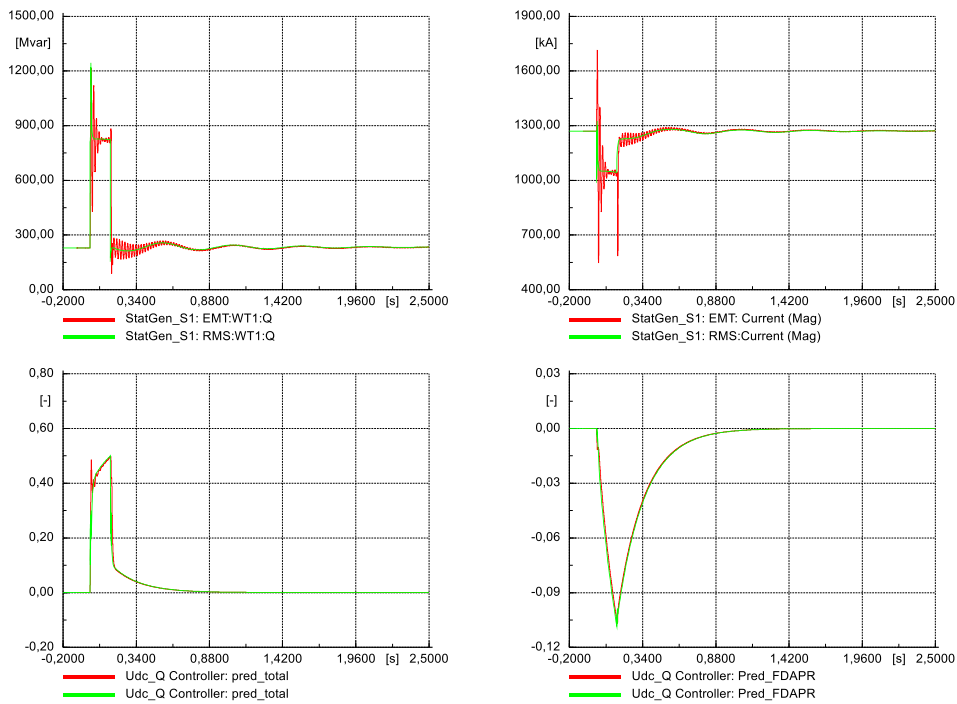 1500,00
[Mvar]
1200,00
900,00
600,00
300,00
0,00
-0,2000 0,3400 0,8800 1,4200 1,9600 [s] 2,5000
StatGen_S1: EMT:WT1:Q
StatGen_S1: RMS:WT1:Q
1900,00
[kA]
1600,00
1300,00
1000,00
700,00
400,00
-0,2000 0,3400 0,8800 1,4200 1,9600 [s] 2,5000
StatGen_S1: EMT: Current (Mag)
StatGen_S1: RMS:Current (Mag)
0,80
[-]
0,60
0,40
0,20
0,00
-0,20
-0,2000 0,3400 0,8800 1,4200 1,9600 [s] 2,5000
Udc_Q Controller: pred_total
Udc_Q Controller: pred_total
0,03
[-]
0,00
-0,03
-0,06
-0,09
-0,12
-0,2000 0,3400 0,8800 1,4200 1,9600 [s] 2,5000
Udc_Q Controller: Pred_FDAPR
Udc_Q Controller: Pred_FDAPR